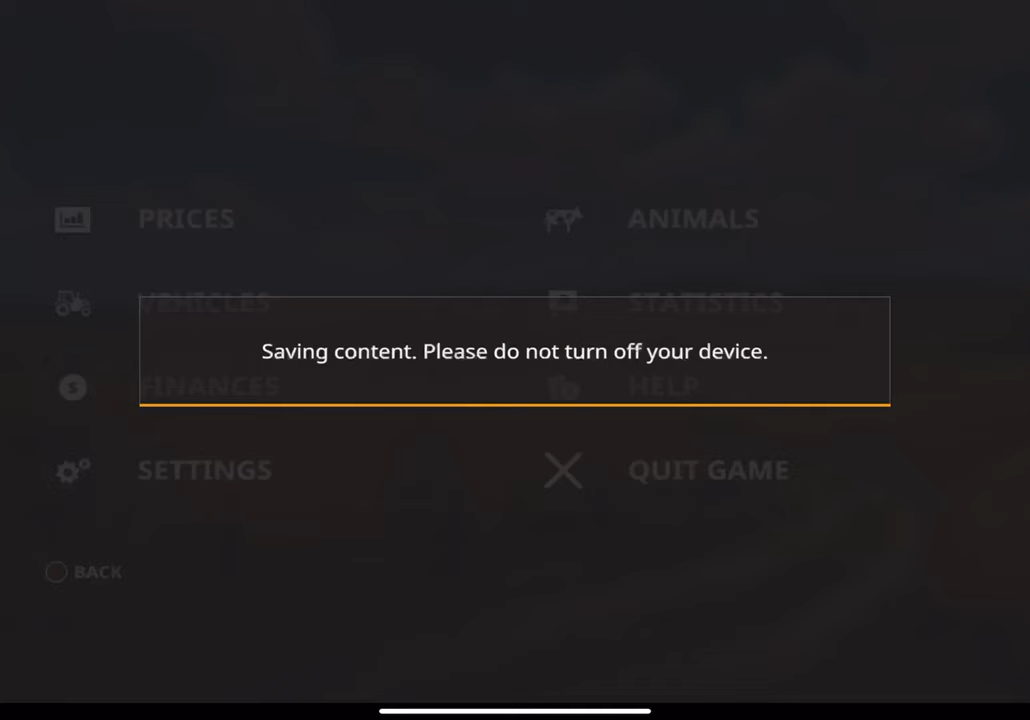 PRICES
ANIMALS
VEHICLES
STATISTICS
Saving content. Please do not turn off your device.
FINANCES
HELP
SETTINGS
QUIT GAME
BACK